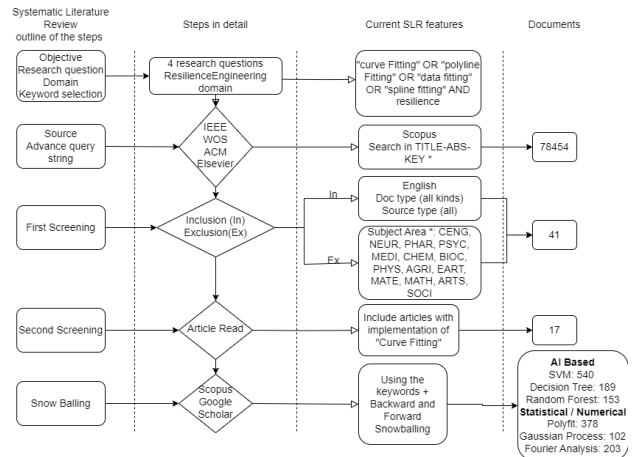 Systematic Literature
Review
outline of the steps
Steps in detail
Current SLR features
Documents
Objective
Research question
Domain
Keyword selection
4 research questions
ResilienceEngineering
domain
"curve Fitting" OR "polyline
Fitting" OR "data fitting"
OR "spline fitting" AND
resilience
Source
Advance query
string
IEEE
WOS
ACM
Elsevier
Scopus
Search in TITLE-ABS-
KEY *
78454
First Screening
Inclusion (In)
Exclusion(Ex)
In
English
Doc type (all kinds)
Source type (all)
Ex
Subject Area *: CENG,
NEUR, PHAR, PSYC,
MEDI, CHEM, BIOC,
PHYS, AGRI, EART,
MATE, MATH, ARTS,
SOCI
41
Second Screening
Article Read
Include articles with
implementation of
"Curve Fitting"
17
Snow Balling
Scopus
Google
Scholar
Using the
keywords +
Backward and
Forward
Snowballing
AI Based
SVM: 540
Decision Tree: 189
Random Forest: 153
Statistical / Numerical
Polyfit: 378
Gaussian Process: 102
Fourier Analysis: 203